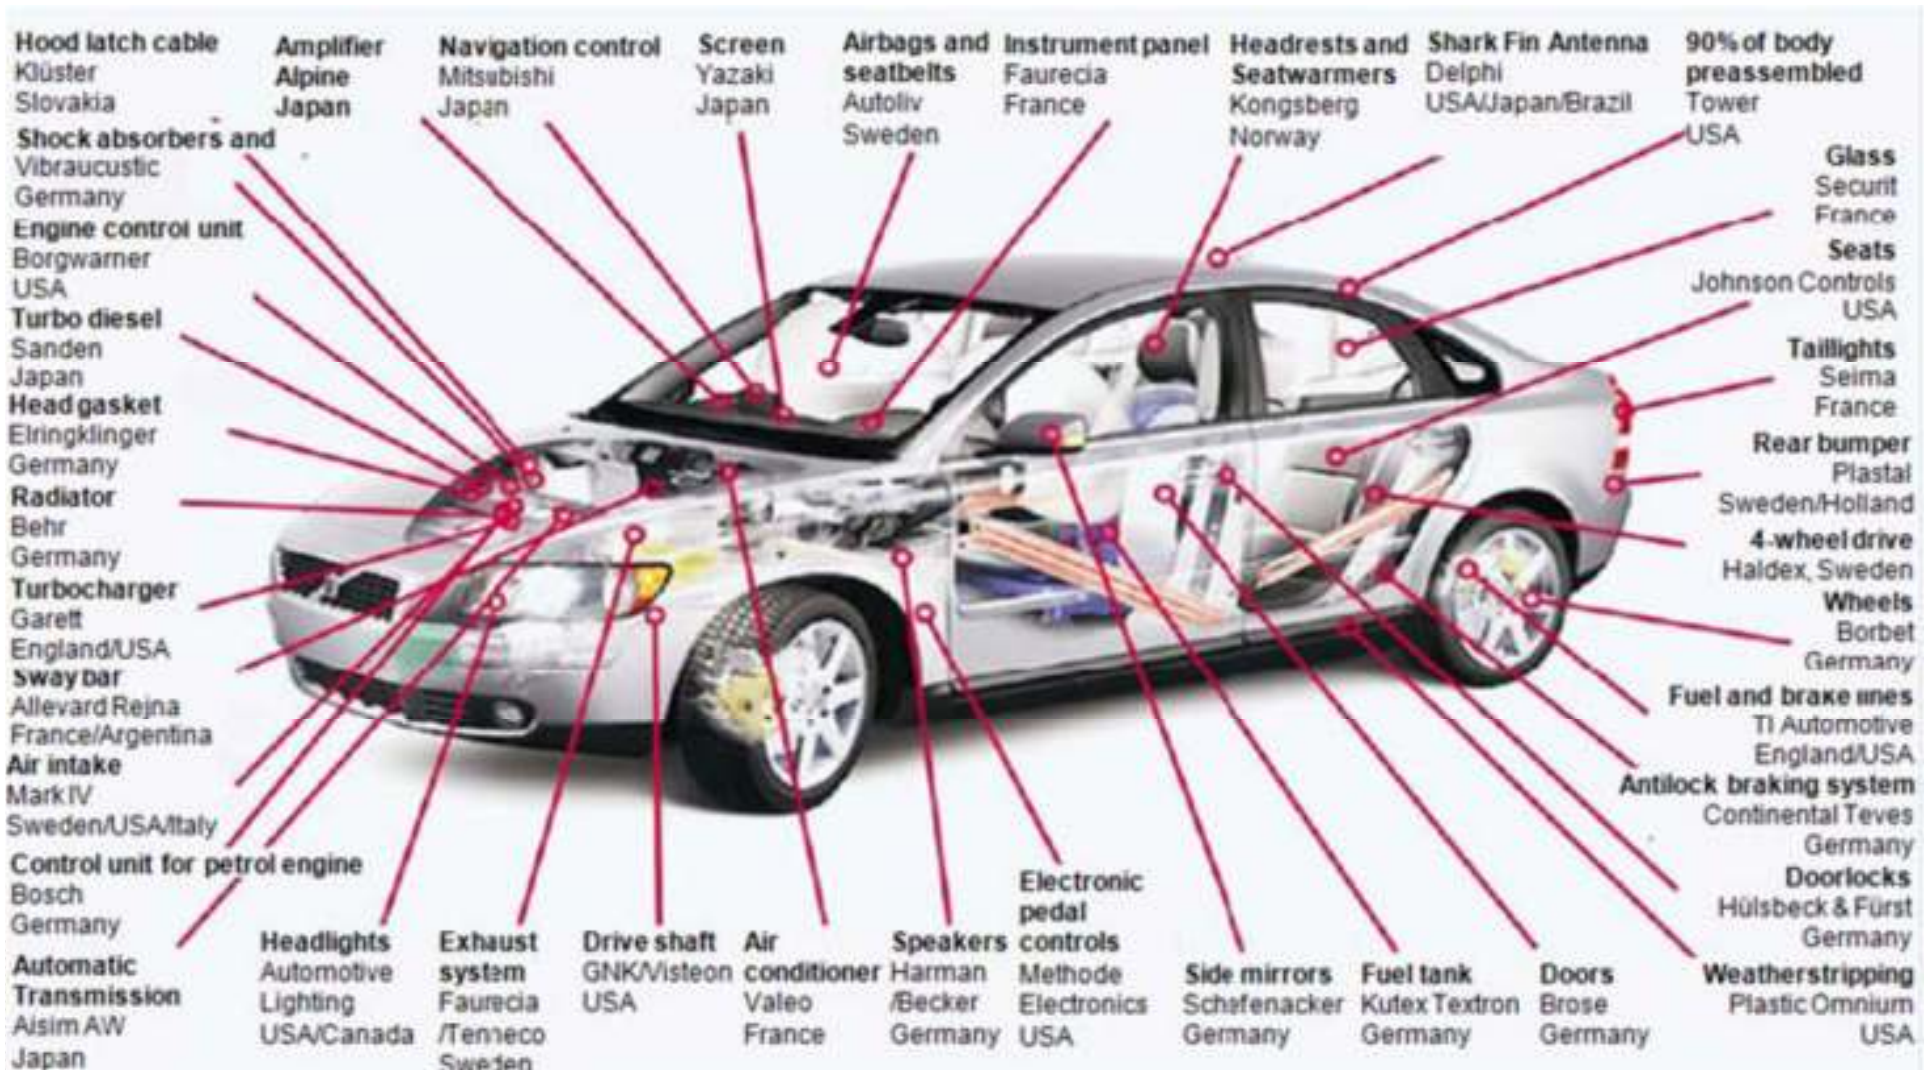 Hood latch cable
Klüster
Slovakia
Amplifier
Alpine
Japan
Navigation control
Mitsubishi
Japan
Screen
Yazaki
Japan
Airbags and
seatbelts
Autoliv
Sweden
Instrument panel
Faurecia
France
Headrests and
Seatwarmers
Kongsberg
Norway
Shark Fin Antenna
Delphi
USA/Japan/Brazil
90% of body
preassembled
Tower
USA
Shock absorbers and
Vibraucustic
Germany
Engine control unit
Borgwarner
USA
Turbo diesel
Sanden
Japan
Head gasket
Elringklinger
Germany
Radiator
Behr
Germany
Turbocharger
Garett
England/USA
Sway bar
Allevard Rejna
France/Argentina
Air intake
Mark IV
Sweden/USA/Italy
Control unit for petrol engine
Bosch
Germany
Automatic
Transmission
Aisim AW
Japan
Glass
Securit
France
Seats
Johnson Controls
USA
Taillights
Seima
France
Rear bumper
Plastal
Sweden/Holland
4-wheel drive
Haldex, Sweden
Wheels
Borbet
Germany
Fuel and brake lines
TI Automotive
England/USA
Antilock braking system
Continental Teves
Germany
Doorlocks
Hülsbeck & Fürst
Germany
Weatherstripping
Plastic Omnium
USA
Headlights
Automotive
Lighting
USA/Canada
Exhaust
system
Faurecia
/Tenneco
Sweden
Drive shaft
GNK/Visteon
USA
Air
conditioner
Valeo
France
Speakers
Harman
/Becker
Germany
Electronic
pedal
controls
Methode
Electronics
USA
Side mirrors
Schefenacker
Germany
Fuel tank
Kutex Textron
Germany
Doors
Brose
Germany